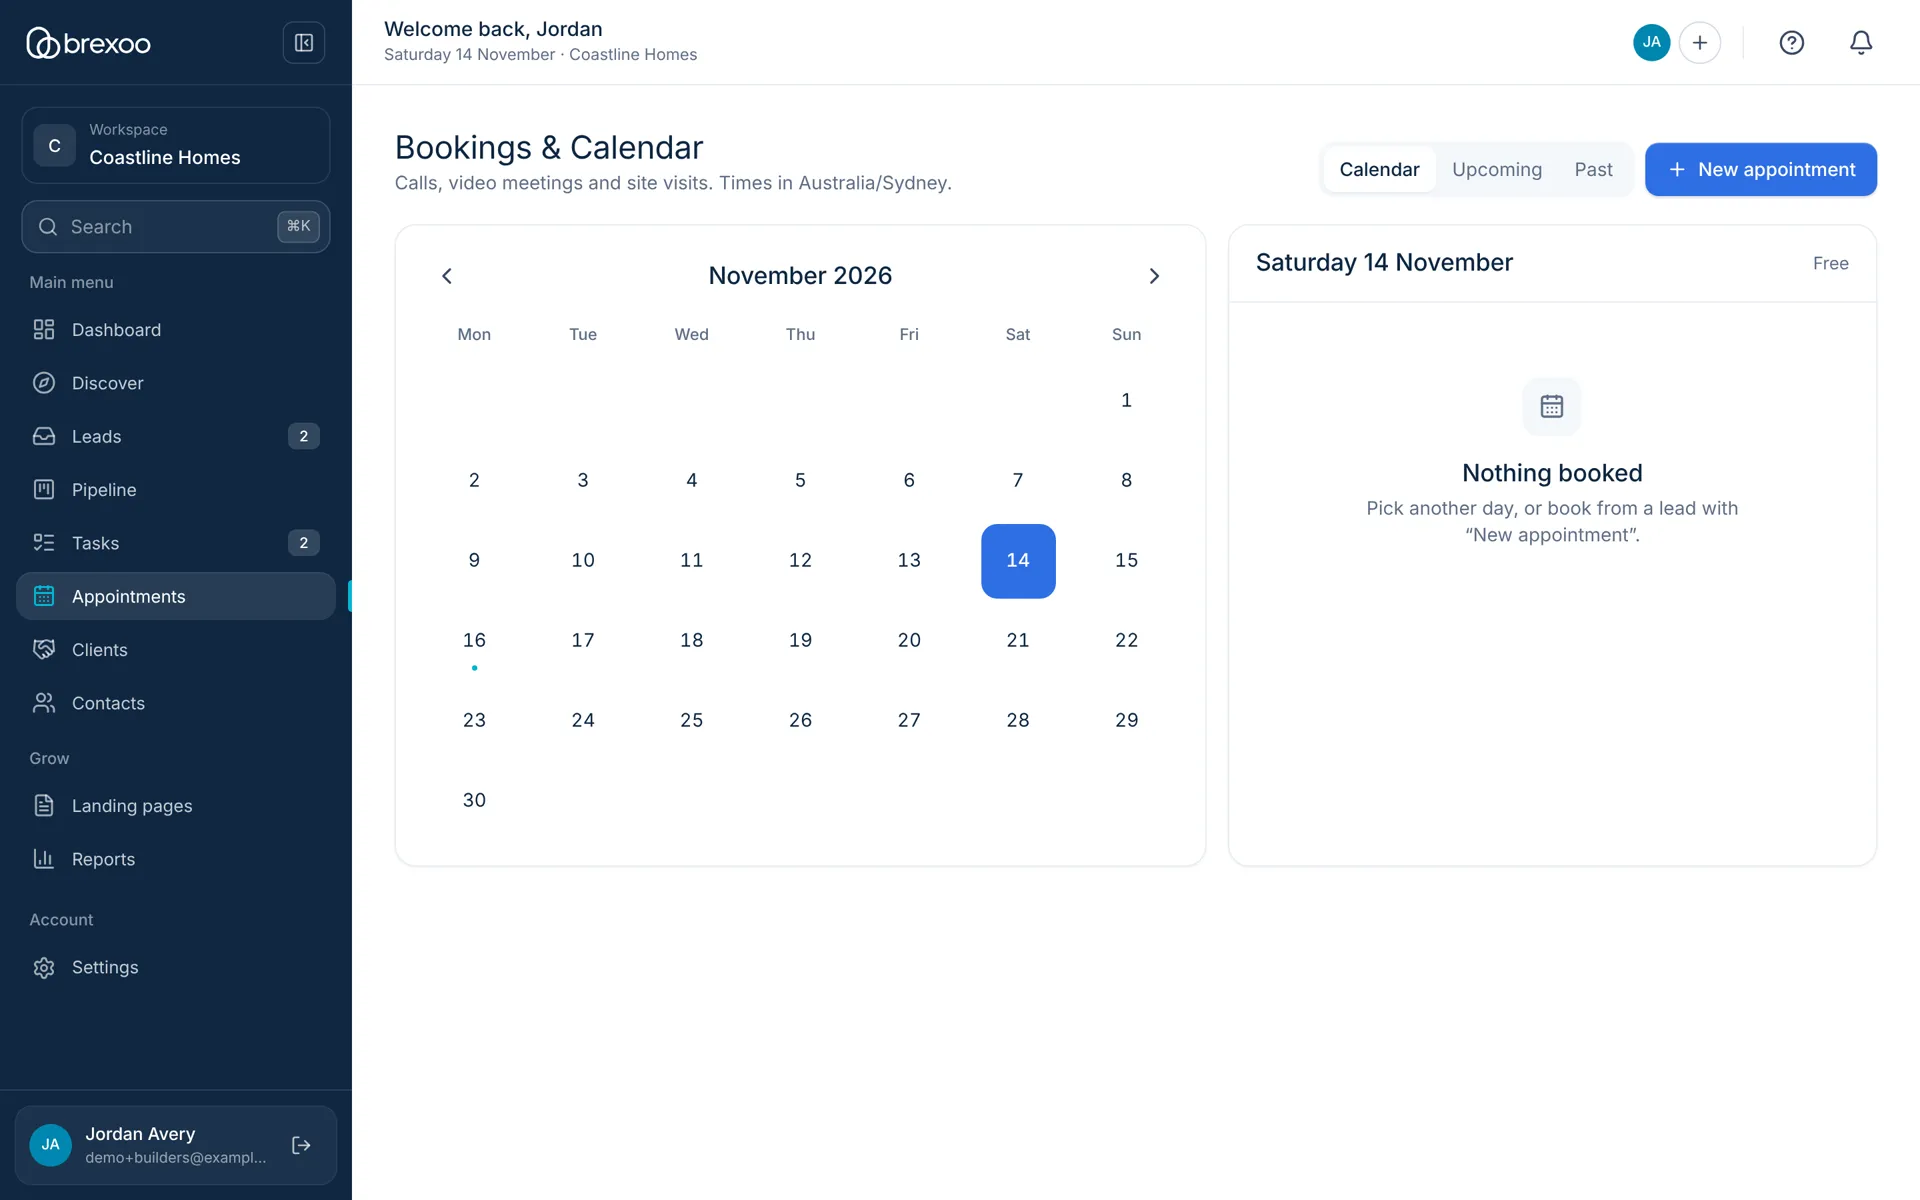 brexoo
Workspace
C
Coastline Homes
Search
⌘K
Main menu
Dashboard
Discover
Leads
2
Pipeline
Tasks
2
Appointments
Clients
Contacts
Grow
Landing pages
Reports
Account
Settings
JA
Jordan Avery
demo+builders@exampl...
Welcome back, Jordan
Saturday 14 November · Coastline Homes
JA
Bookings & Calendar
Calls, video meetings and site visits. Times in Australia/Sydney.
Calendar Upcoming Past
New appointment
November 2026
Mon Tue Wed Thu Fri Sat Sun
1
2 3 4 5 6 7 8
9 10 11 12 13 14 15
16 17 18 19 20 21 22
23 24 25 26 27 28 29
30
Saturday 14 November
Free
Nothing booked
Pick another day, or book from a lead with
“New appointment”.